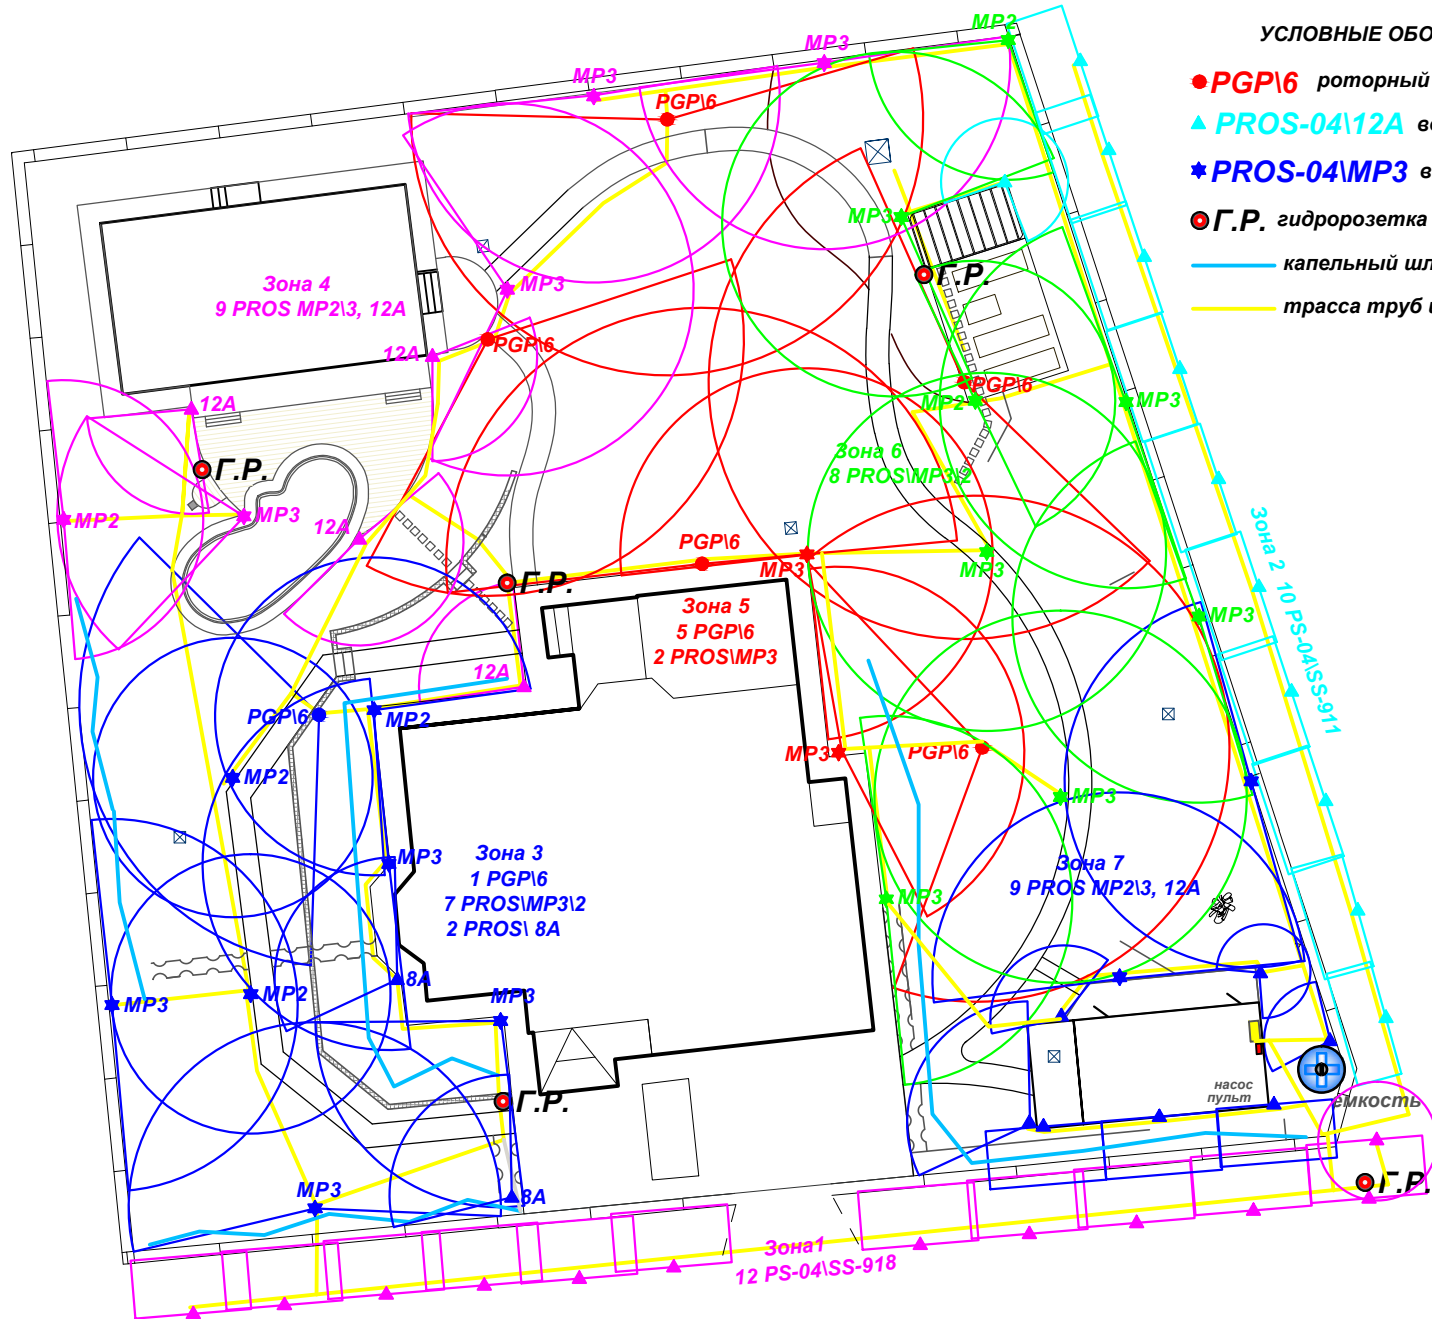 УСЛОВНЫЕ ОБО
PGP\6 роторный
PROS-04\12A
PROS-04\MP3
Г.Р. гидророзетка
капельный
трасса труб
MP2
MP3
MP3
PGP\6
MP3
MP3
Г.Р.
Зона 4
9 PROS MP2\3, 12A
PGP\6
12A
PGP\6
MP2
MP3
12A
Зона 6
8 PROS\MP3\2
Г.Р.
MP2
MP3
12A
PGP\6
MP3
MP3
Зона 2 10 PS-04\SS-911
Г.Р.
Зона 5
5 PGP\6
2 PROS\MP3
MP3
12A
PGP\6
MP2
MP3
PGP\6
MP2
MP3
MP3
Зона 3
1 PGP\6
7 PROS\MP3\2
2 PROS\ 8A
Зона 7
9 PROS MP2\3, 12A
MP3
8A
MP3
MP2
MP3
Г.Р.
насос
пульт
емкость
MP3
8A
Г.Р.
Зона1
12 PS-04\SS-918